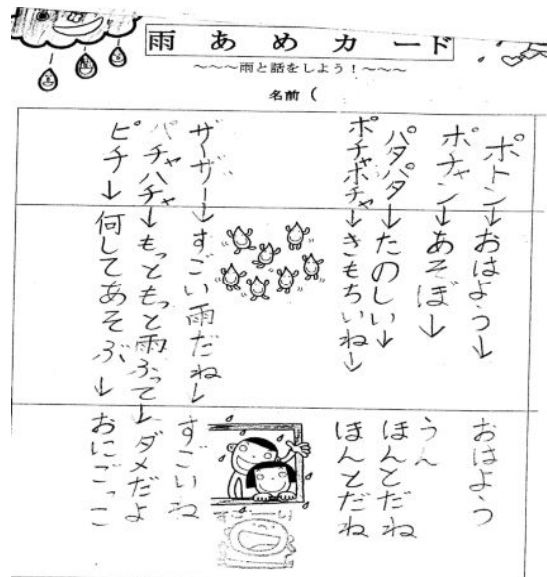 雨あめカード
～～～雨と話をしよう！～～～
名前（
ポトン→おはよう→おはよう
ポチャン→あそぼ→うん
パタパタ→たのしい→ほんとだね
ポチャポチャ→きもちいいね→ほんとだね
ザーザー→すごい雨だね→すごいね
パチャパチャ→もっともっと雨ふって→ダメだよ
ピチ→何してあそぶ→おにごっこ